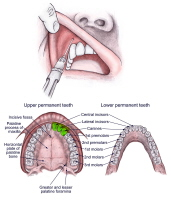 Upper permanent teeth
Lower permanent teeth
Incisive fossa
Palatine
process of
maxilla
Horizontal
plate of
palatine
bone
Central incisors
Lateral incisors
Canines
1st premolars
2nd premolars
1st molars
2nd molars
3rd molars
Greater and lesser
palatine foramina